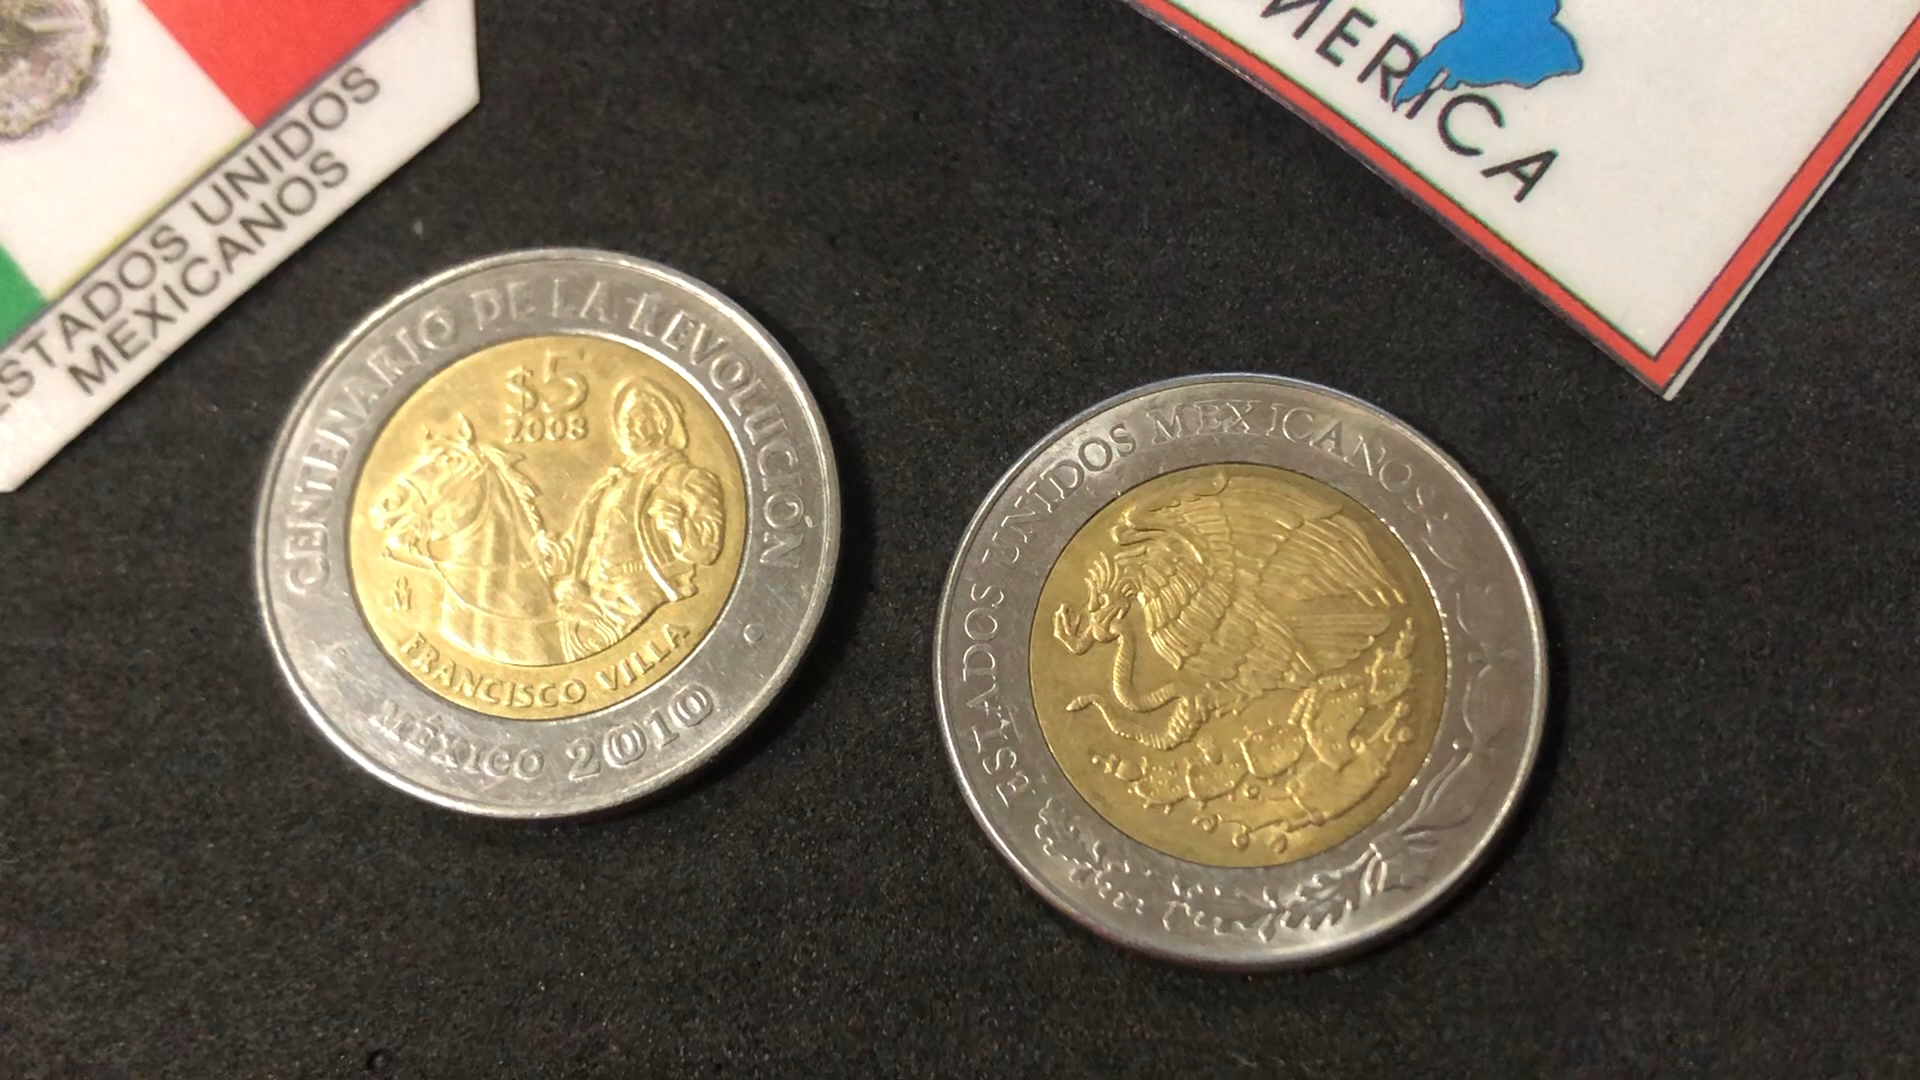 ESTADOS UNIDOS
MEXICANOS
MERICA
CENTENARIO DE LA REVOLUCIÓN
$5
2008
M
FRANCISCO VILLA
MÉXICO 2010
ESTADOS UNIDOS MEXICANOS